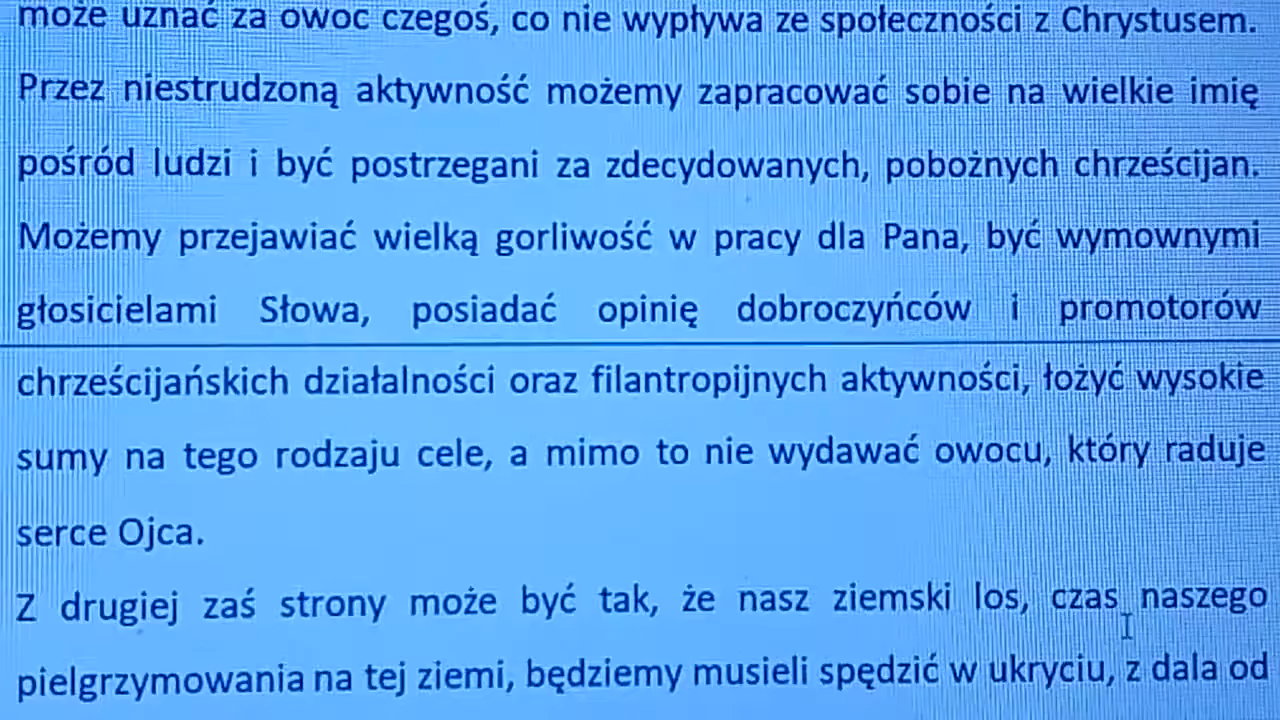 może uznać za owoc czegoś, co nie wypływa ze społeczności z Chrystusem.
Przez niestrudzoną aktywność możemy zapracować sobie na wielkie imię
pośród ludzi i być postrzegani za zdecydowanych, pobożnych chrześcijan.
Możemy przejawiać wielką gorliwość w pracy dla Pana, być wymownymi
głosicielami Słowa, posiadać opinię dobroczyńców i promotorów
chrześcijańskich działalności oraz filantropijnych aktywności, łożyć wysokie
sumy na tego rodzaju cele, a mimo to nie wydawać owocu, który raduje
serce Ojca.
Z drugiej zaś strony może być tak, że nasz ziemski los, czas naszego
pielgrzymowania na tej ziemi, będziemy musieli spędzić w ukryciu, z dala od